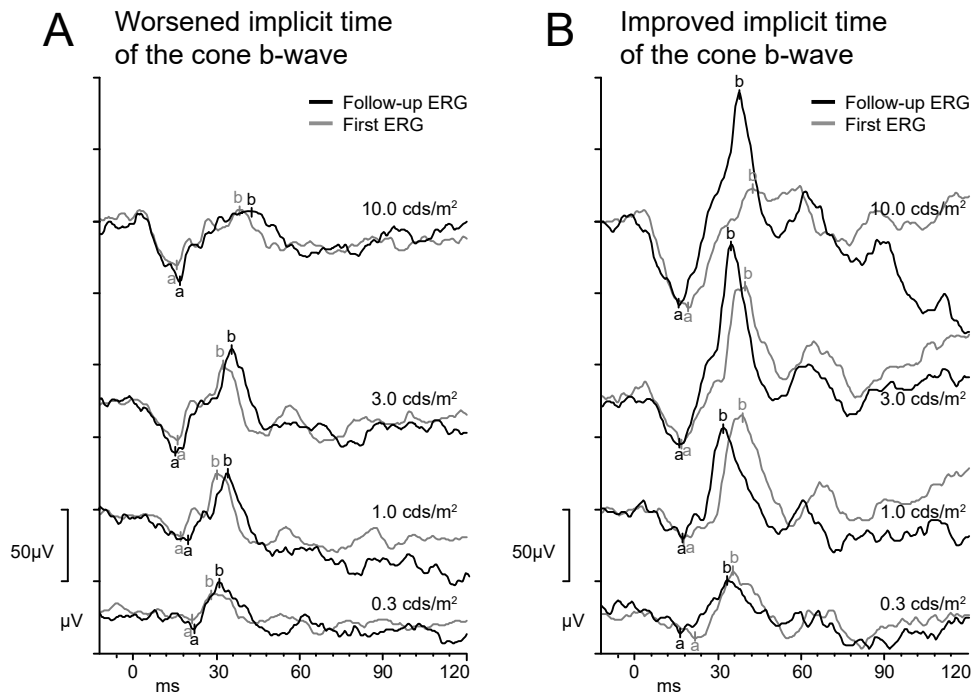 A
Worsened implicit time
of the cone b-wave
Follow-up ERG
First ERG
b
b
10.0 cds/m²
a
a
b
b
3.0 cds/m²
a
a
b
b
1.0 cds/m²
a
a
50µV
b
b
0.3 cds/m²
a
a
µV
0
30
60
90
120
ms
B
Improved implicit time
of the cone b-wave
Follow-up ERG
First ERG
b
b
10.0 cds/m²
a
a
b
b
3.0 cds/m²
a
a
b
b
1.0 cds/m²
a
a
50µV
b
b
0.3 cds/m²
a
a
µV
0
30
60
90
120
ms